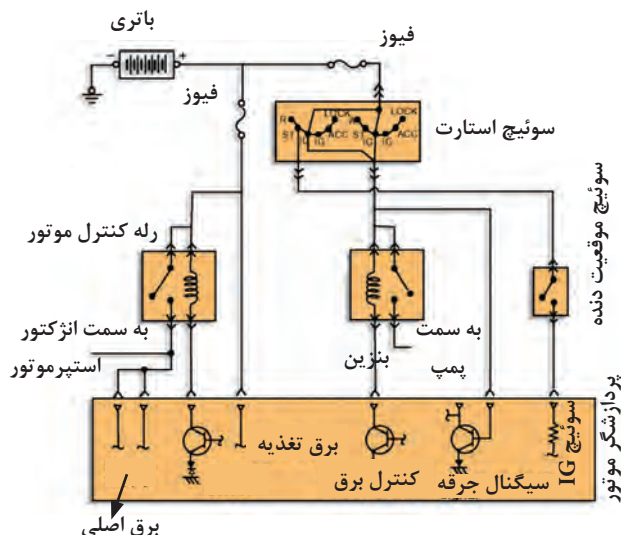 باتری
فیوز
فیوز
- +
سوئیچ استارت
LOCK LOCK
ST IG IG ACC ST IG IG ACC
رله کنترل موتور
سوئیچ موقعیت دنده
به سمت انژکتور
استپرموتور
به سمت
بنزین
پمپ
پردازشگر موتور
سوئیچ IG
برق تغذیه
کنترل برق
سیگنال جرقه
برق اصلی